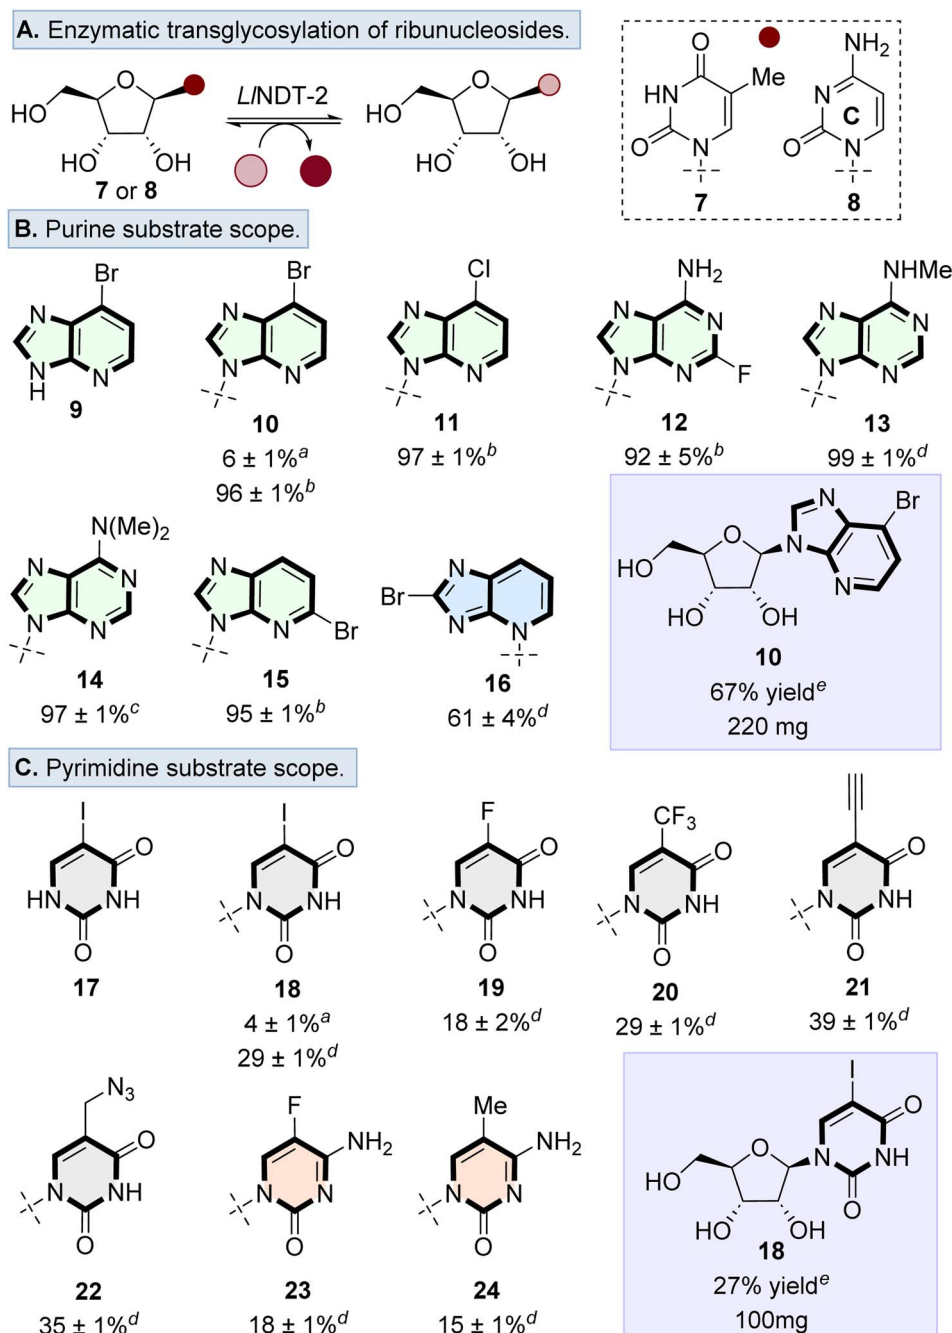 A. Enzymatic transglycosylation of ribunucleosides.
HO
O
HO
OH
7 or 8
LlNDT-2
HO
O
HO
OH
O
HN
Me
O
N
7
NH2
N
C
O
N
8
B. Purine substrate scope.
Br
N
N
H
N
9
Br
N
N
N
10
6 ± 1%a
96 ± 1%b
Cl
N
N
N
11
97 ± 1%b
NH2
N
N
N
N
F
12
92 ± 5%b
NHMe
N
N
N
N
13
99 ± 1%d
N(Me)2
N
N
N
N
14
97 ± 1%c
N
N
N
Br
15
95 ± 1%b
Br
N
N
N
16
61 ± 4%d
HO
O
HO
OH
N
N
N
Br
10
67% yielde
220 mg
C. Pyrimidine substrate scope.
I
O
HN
NH
O
17
I
O
N
NH
O
18
4 ± 1%a
29 ± 1%d
F
O
N
NH
O
19
18 ± 2%d
CF3
O
N
NH
O
20
29 ± 1%d
O
N
NH
O
21
39 ± 1%d
N3
O
N
NH
O
22
35 ± 1%d
F
NH2
N
N
O
23
18 ± 1%d
Me
NH2
N
N
O
24
15 ± 1%d
I
O
HO
O
N
NH
O
HO
OH
18
27% yielde
100mg